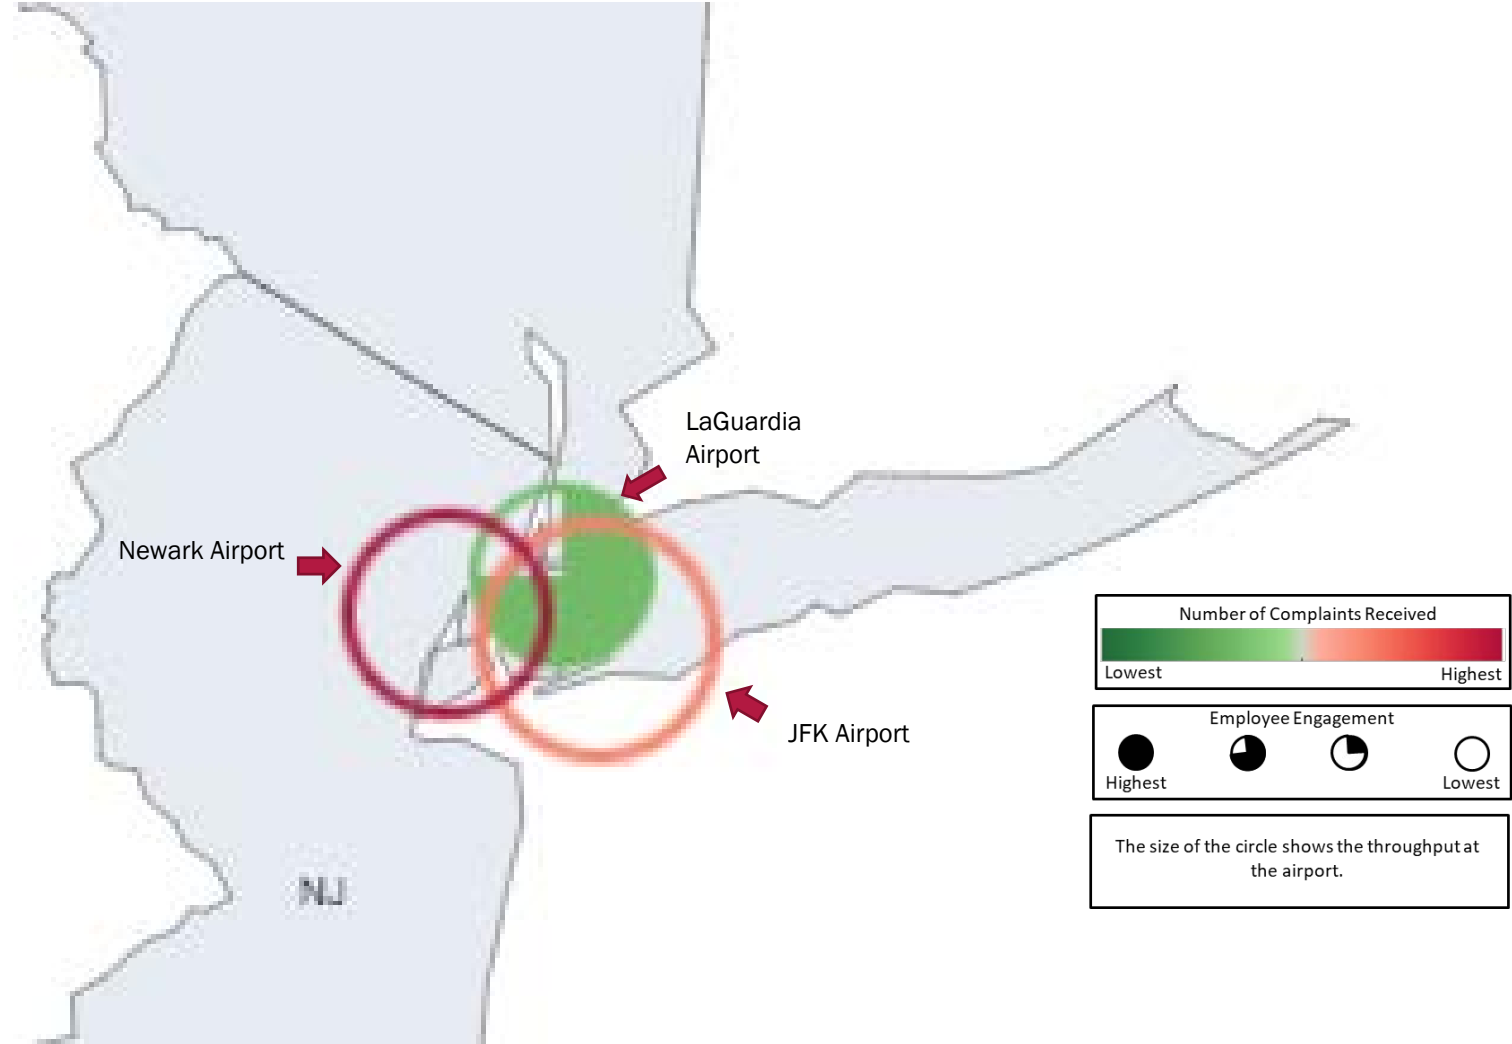 LaGuardia
Airport
Newark Airport
JFK Airport
NJ
Number of Complaints Received
Lowest
Highest
Employee Engagement
Highest
Lowest
The size of the circle shows the throughput at
the airport.